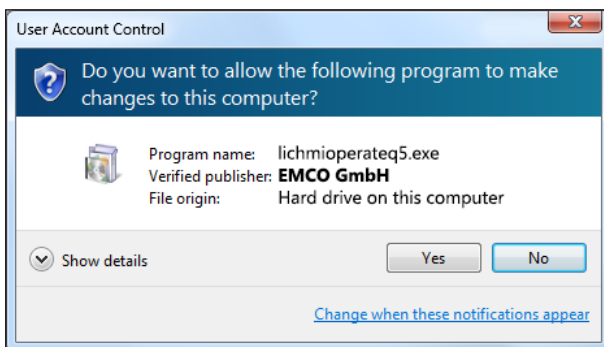 User Account Control
Do you want to allow the following program to make
changes to this computer?
Program name: lichmioperateq5.exe
Verified publisher: EMCO GmbH
File origin: Hard drive on this computer
Show details
Yes
No
Change when these notifications appear